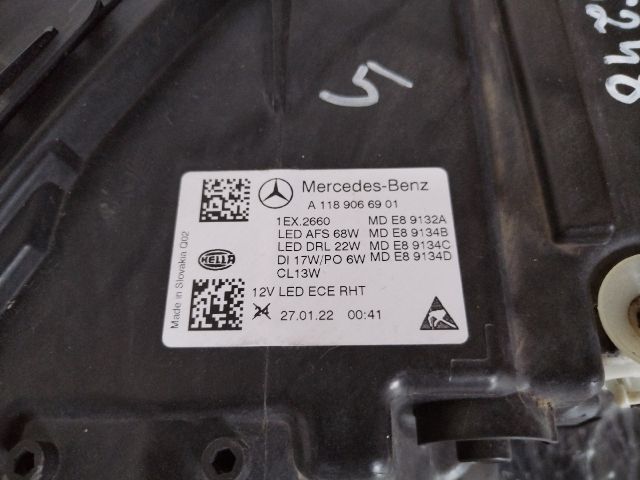 5
242
Mercedes-Benz
A 118 906 69 01
1EX.2660 MD E8 9132A
LED AFS 68W MD E8 9134B
LED DRL 22W MD E8 9134C
DI 17W/PO 6W MD E8 9134D
CL13W
HELLA
Made in Slovakia Q02
12V LED ECE RHT
27.01.22 00:41